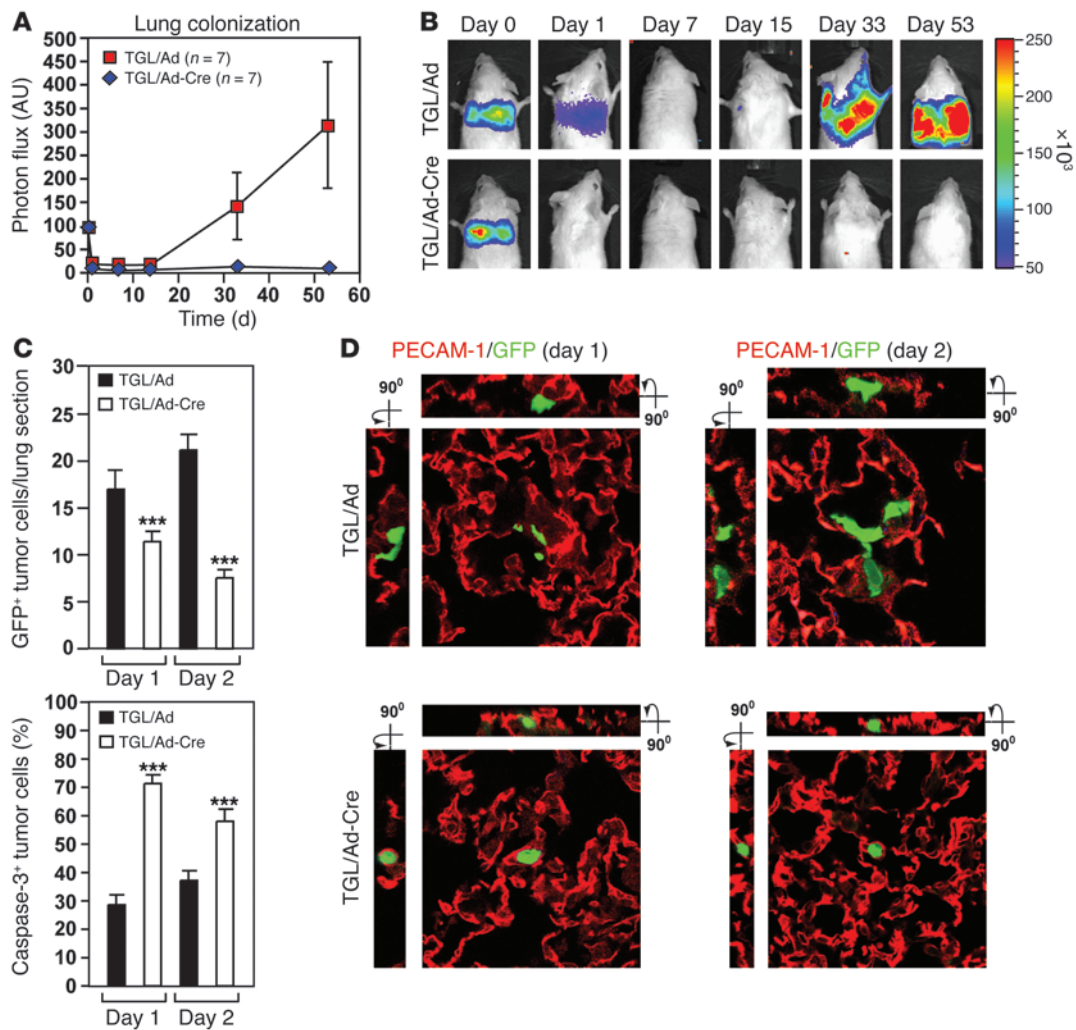 A
Lung colonization
Photon flux (AU)
500
450
400
350
300
250
200
150
100
50
0
TGL/Ad (n = 7)
TGL/Ad-Cre (n = 7)
0 10 20 30 40 50 60
Time (d)
B
Day 0 Day 1 Day 7 Day 15 Day 33 Day 53
TGL/Ad
TGL/Ad-Cre
250
200
150
100
50
×10³
C
GFP⁺ tumor cells/lung section
30
25
20
15
10
5
0
TGL/Ad
TGL/Ad-Cre
***
***
Day 1 Day 2
Caspase-3⁺ tumor cells (%)
100
90
80
70
60
50
40
30
20
10
0
TGL/Ad
TGL/Ad-Cre
***
***
Day 1 Day 2
D
PECAM-1/GFP (day 1) PECAM-1/GFP (day 2)
90⁰
90⁰
90⁰
90⁰
TGL/Ad
90⁰
90⁰
90⁰
90⁰
TGL/Ad-Cre